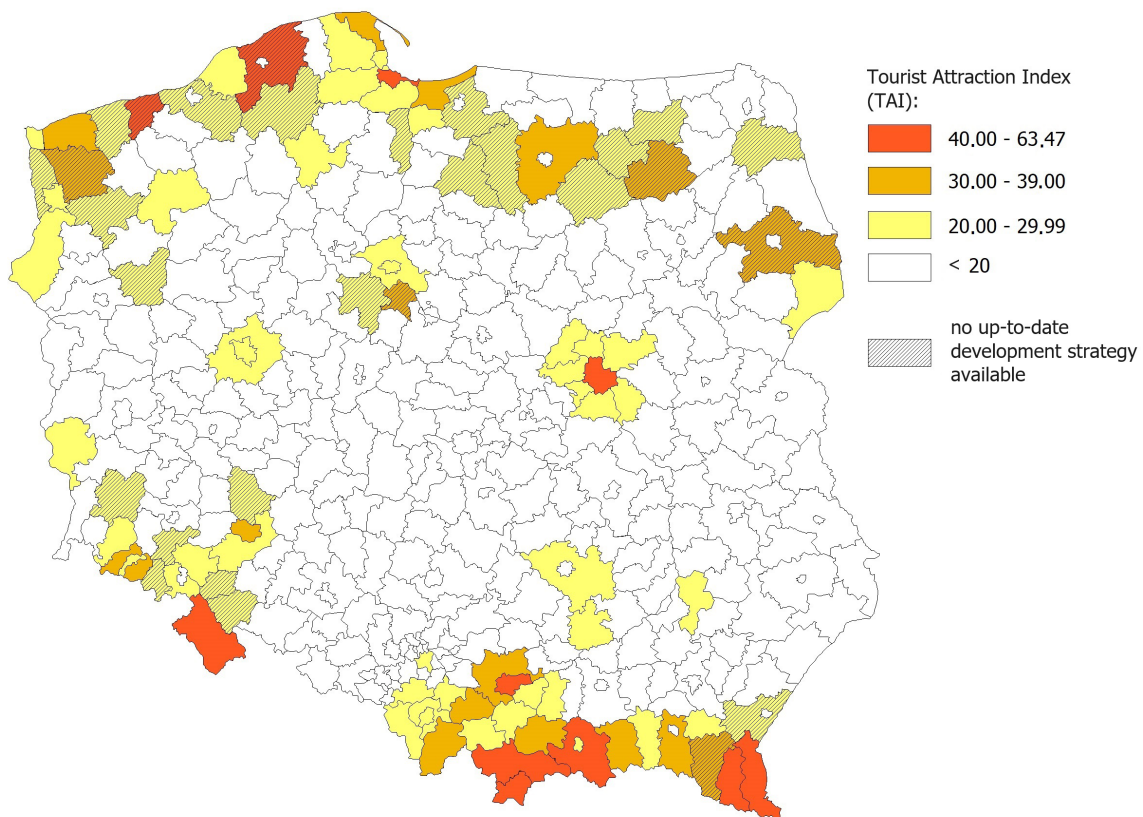 Tourist Attraction Index
(TAI):
40.00 - 63.47
30.00 - 39.00
20.00 - 29.99
< 20
no up-to-date
development strategy
available